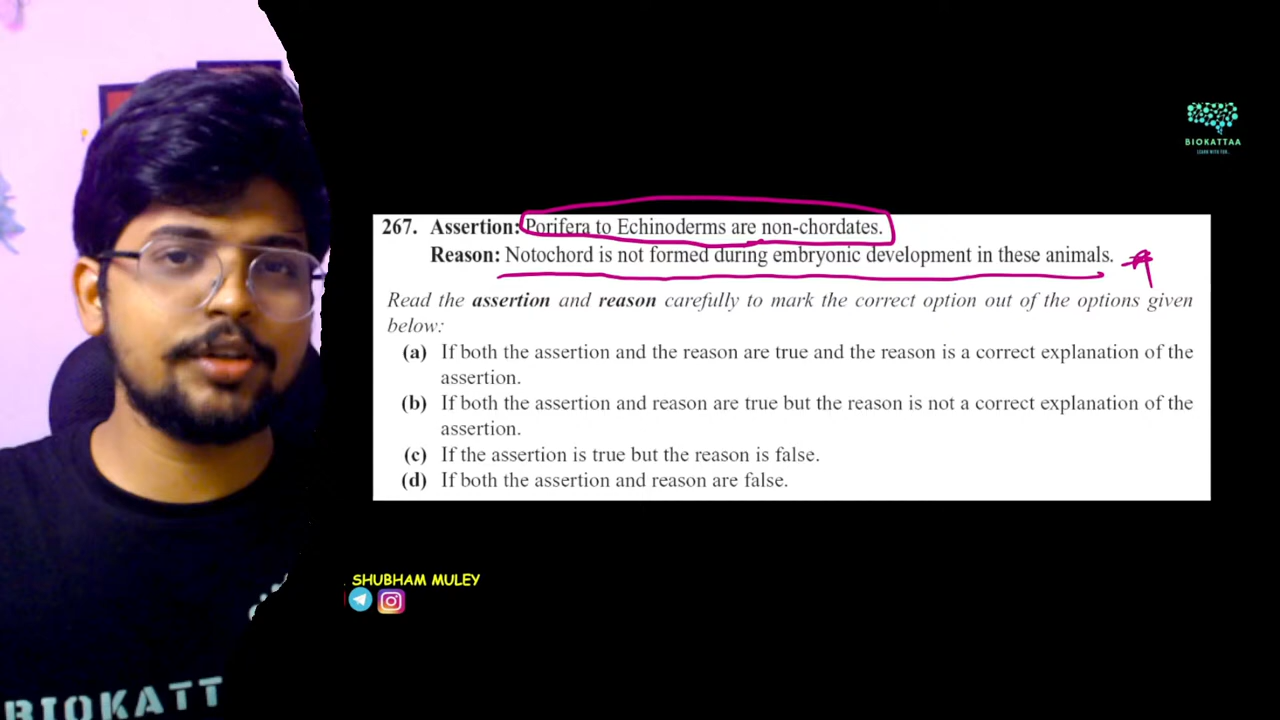 BIOKATTAA
LEARN WITH FUN...
267. Assertion: Porifera to Echinoderms are non-chordates.
Reason: Notochord is not formed during embryonic development in these animals.
Read the assertion and reason carefully to mark the correct option out of the options given
below:
(a) If both the assertion and the reason are true and the reason is a correct explanation of the
assertion.
(b) If both the assertion and reason are true but the reason is not a correct explanation of the
assertion.
(c) If the assertion is true but the reason is false.
(d) If both the assertion and reason are false.
SHUBHAM MULEY
BIOKATT